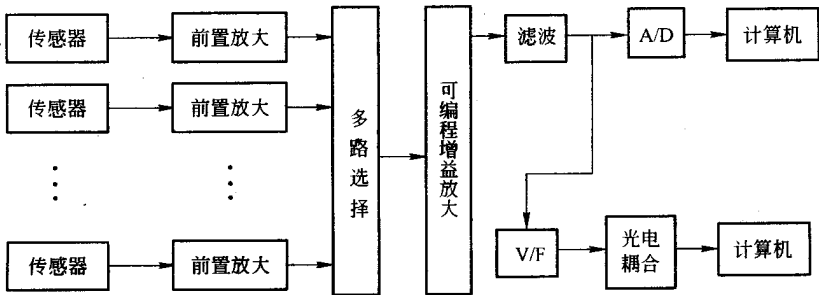 传感器
前置放大
传感器
前置放大
传感器
前置放大
多路选择
可编程增益放大
滤波
A/D
计算机
V/F
光电
耦合
计算机